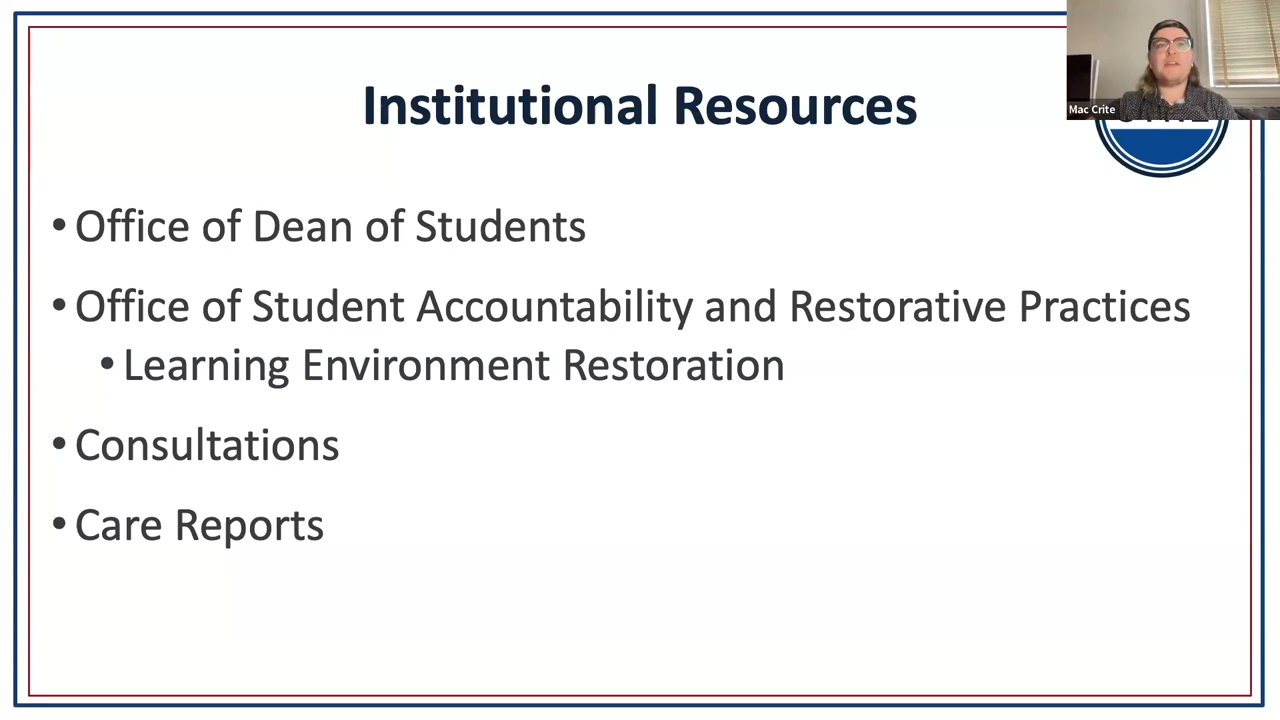 Institutional Resources
Mac Crite
• Office of Dean of Students
• Office of Student Accountability and Restorative Practices
• Learning Environment Restoration
• Consultations
• Care Reports